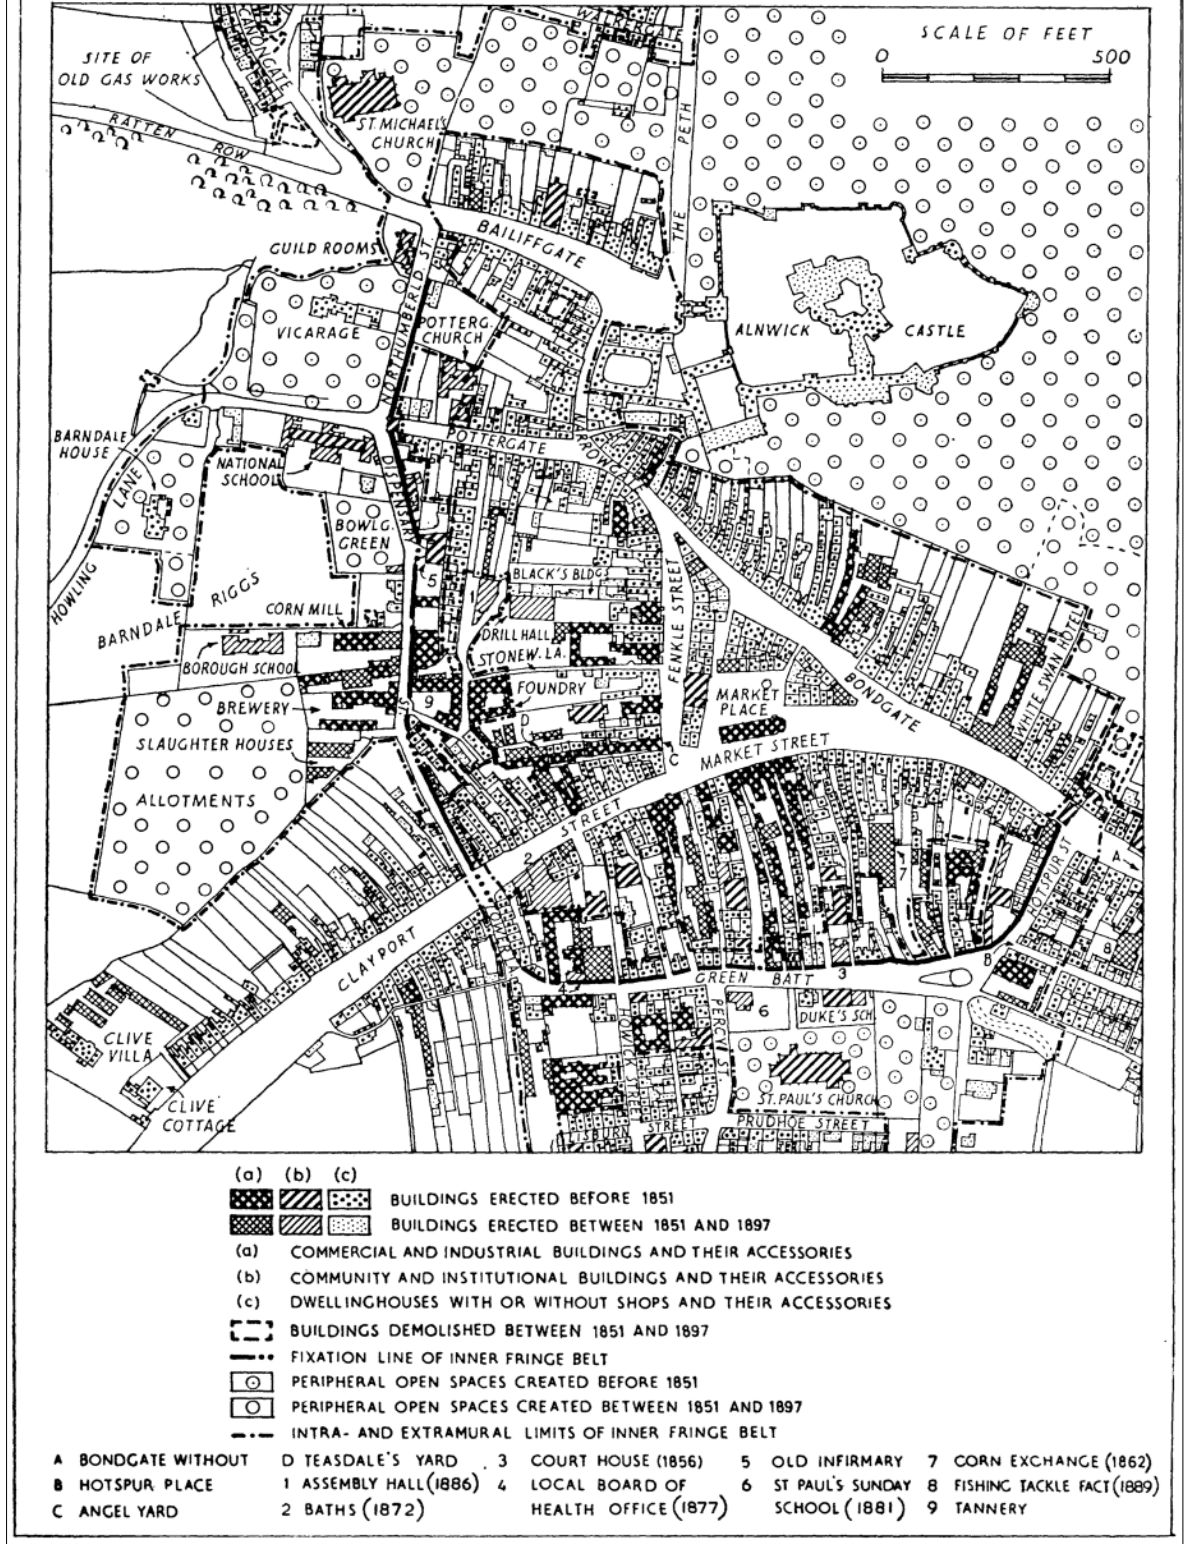 SCALE OF FEET
0 500
SITE OF
OLD GAS WORKS
CANONGATE
WALKERGATE
RATTEN
ROW
ST. MICHAEL'S
CHURCH
THE PETH
BAILIFFGATE
GUILD ROOMS
NORTHUMBERLD ST.
VICARAGE
POTTERG.
CHURCH
ALNWICK
CASTLE
BARNDALE
HOUSE
NATIONAL
SCHOOL
POTTERGATE
NARROWGATE
HOWLING
LANE
DISPENSARY
ST.
BOWLG.
GREEN
BARNDALE
RIGGS
CORN MILL
5
1
BLACK'S BLDGS
FENKLE STREET
DRILL HALL
STONEW. LA.
BOROUGH SCHOOL
BREWERY
9
FOUNDRY
D
SLAUGHTER HOUSES
ALLOTMENTS
C
MARKET
PLACE
MARKET STREET
BONDGATE
WHITE SWAN HOTEL
STREET
CLAYPORT
2
7
A
HOTSPUR ST.
8
B
4
GREEN BATT
3
CLIVE
VILLA
CLIVE
COTTAGE
HOWICK
STREET
PERCY ST.
6
DUKE'S SCH.
ST. PAUL'S CHURCH
LISBURN STREET
PRUDHOE STREET
(a) (b) (c)
BUILDINGS ERECTED BEFORE 1851
BUILDINGS ERECTED BETWEEN 1851 AND 1897
(a) COMMERCIAL AND INDUSTRIAL BUILDINGS AND THEIR ACCESSORIES
(b) COMMUNITY AND INSTITUTIONAL BUILDINGS AND THEIR ACCESSORIES
(c) DWELLINGHOUSES WITH OR WITHOUT SHOPS AND THEIR ACCESSORIES
BUILDINGS DEMOLISHED BETWEEN 1851 AND 1897
FIXATION LINE OF INNER FRINGE BELT
PERIPHERAL OPEN SPACES CREATED BEFORE 1851
PERIPHERAL OPEN SPACES CREATED BETWEEN 1851 AND 1897
INTRA- AND EXTRAMURAL LIMITS OF INNER FRINGE BELT
A BONDGATE WITHOUT D TEASDALE'S YARD 3 COURT HOUSE (1856) 5 OLD INFIRMARY 7 CORN EXCHANGE (1862)
B HOTSPUR PLACE 1 ASSEMBLY HALL (1886) 4 LOCAL BOARD OF 6 ST PAUL'S SUNDAY 8 FISHING TACKLE FACT. (1889)
C ANGEL YARD 2 BATHS (1872) HEALTH OFFICE (1877) SCHOOL (1881) 9 TANNERY